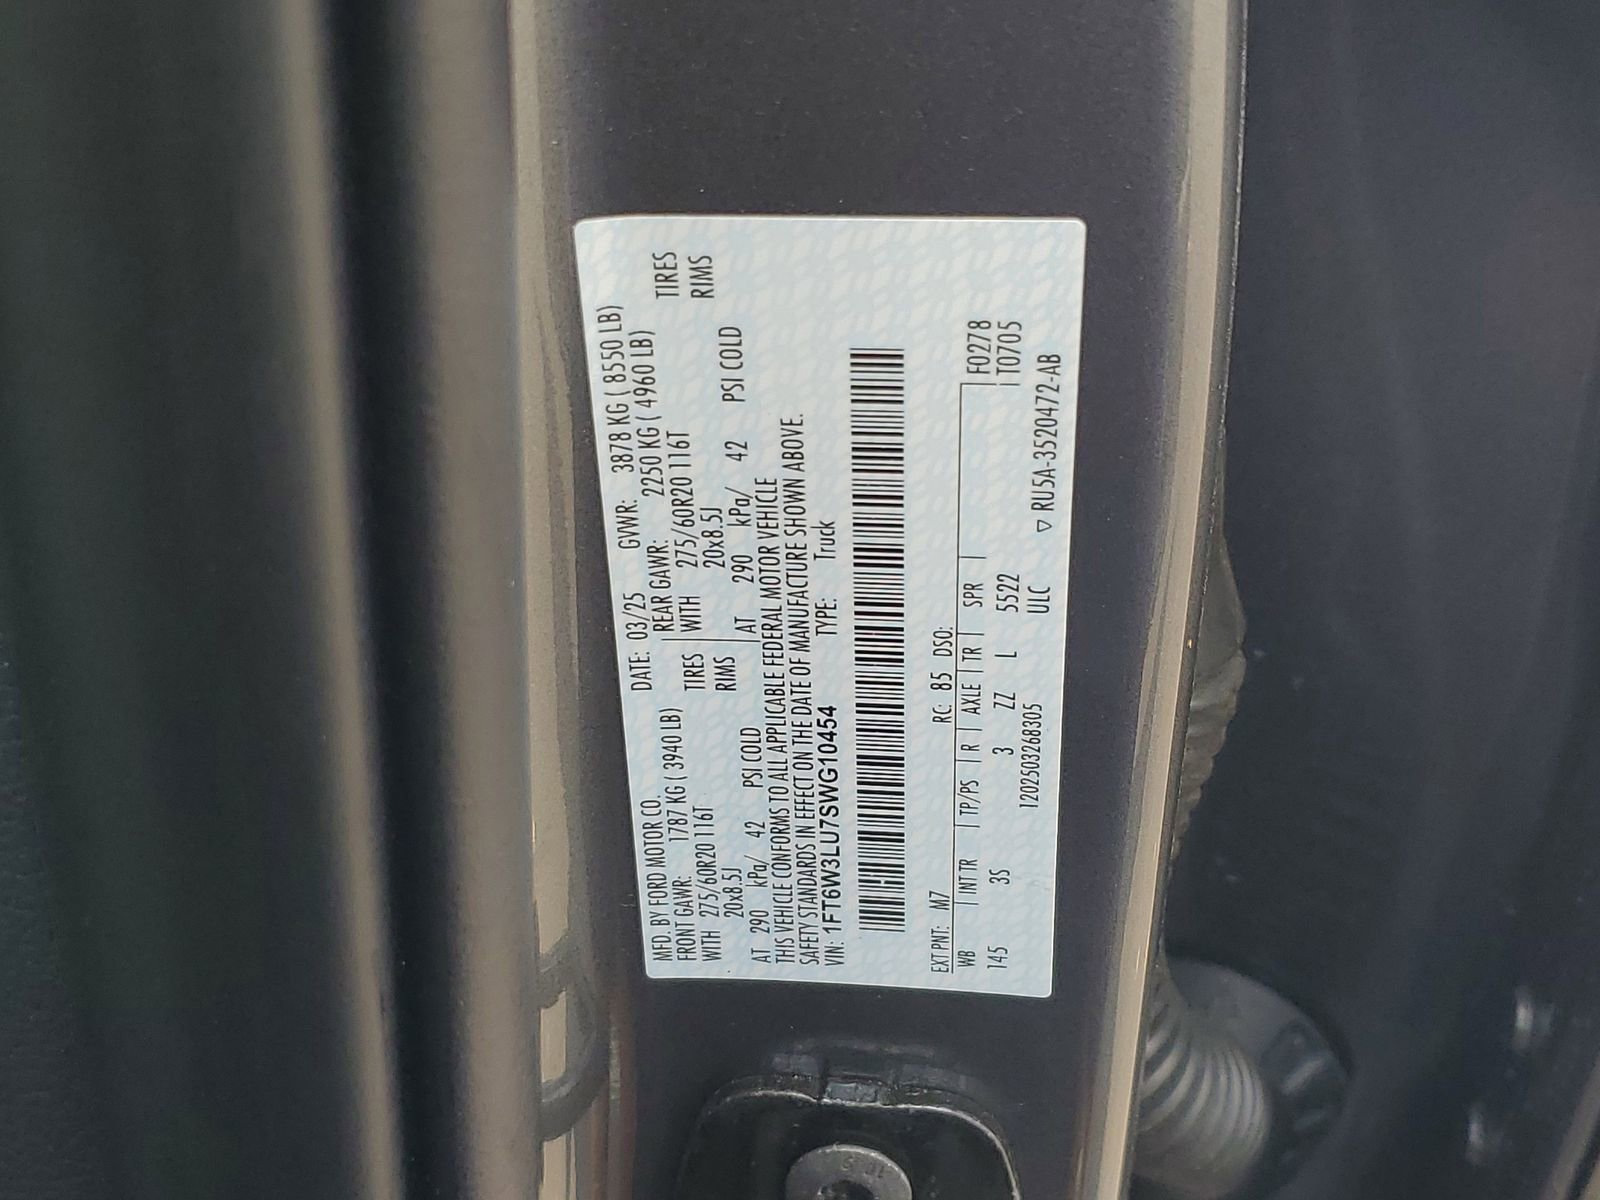 MFD. BY FORD MOTOR CO. DATE: 03/25 GVWR: 3878 KG ( 8550 LB)
FRONT GAWR: 1787 KG ( 3940 LB) REAR GAWR: 2250 KG ( 4960 LB)
WITH 275/60R20 116T TIRES WITH 275/60R20 116T TIRES
20x8.5J RIMS 20x8.5J RIMS
AT 290 kPa/ 42 PSI COLD AT 290 kPa/ 42 PSI COLD
THIS VEHICLE CONFORMS TO ALL APPLICABLE FEDERAL MOTOR VEHICLE
SAFETY STANDARDS IN EFFECT ON THE DATE OF MANUFACTURE SHOWN ABOVE.
VIN: 1FT6W3LU7SWG10454 TYPE: Truck
EXT PNT: M7 RC: 85 DSO:
WB | INT TR | TP/PS | R | AXLE | TR | SPR | F0278
145 3S 3 ZZ L 5522 T0705
12025032683​05 ULC
▽ RU5A-3520472-AB